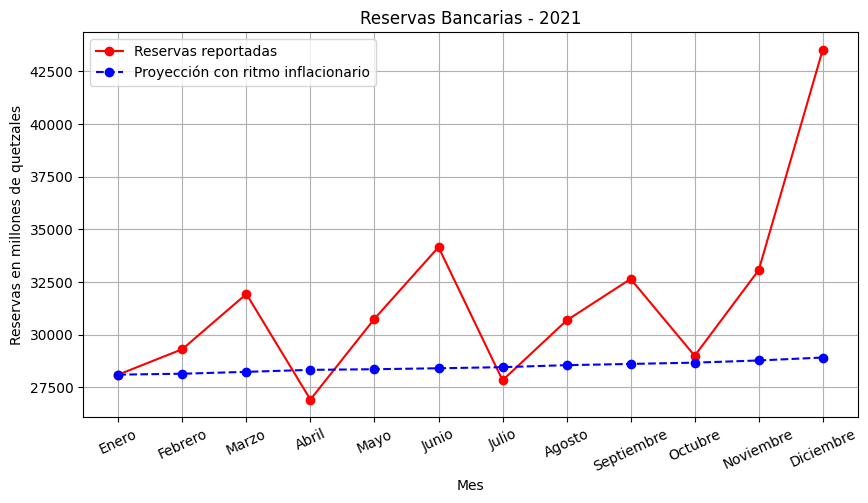 Reservas Bancarias - 2021
Reservas reportadas
Proyección con ritmo inflacionario
Reservas en millones de quetzales
42500
40000
37500
35000
32500
30000
27500
Enero
Febrero
Marzo
Abril
Mayo
Junio
Julio
Agosto
Septiembre
Octubre
Noviembre
Diciembre
Mes